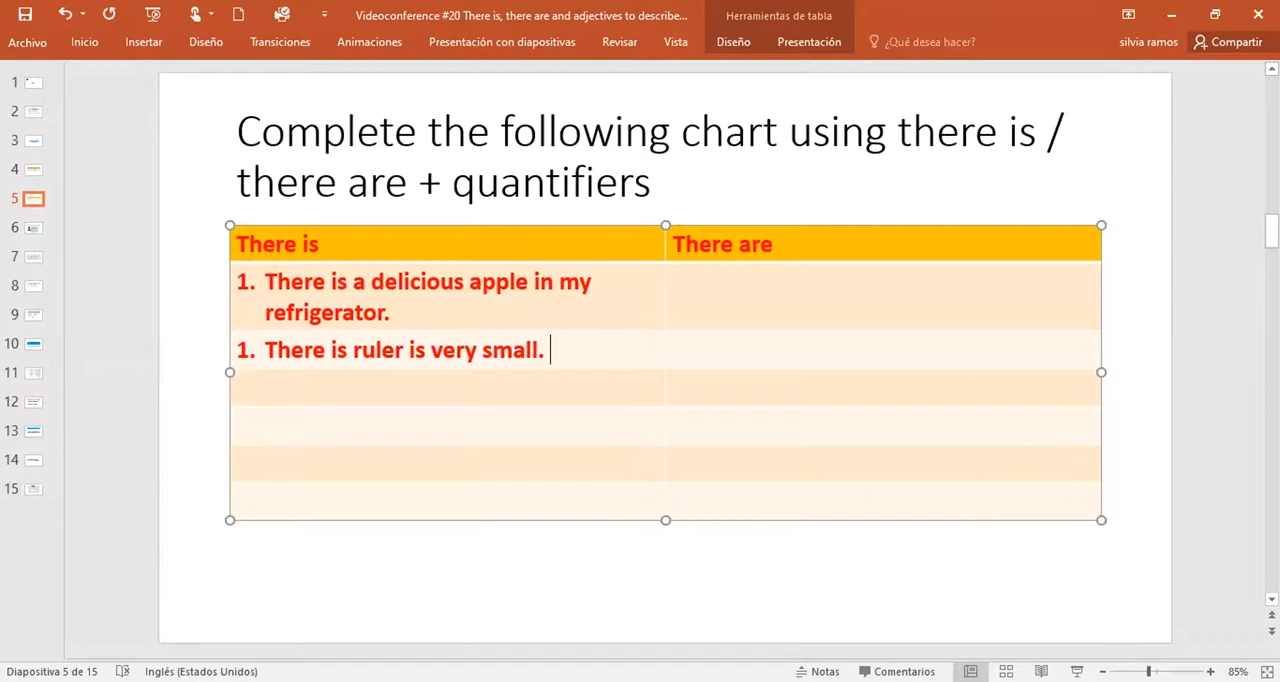 Videoconference #20 There is, there are and adjectives to describe...
Herramientas de tabla
Archivo
Inicio
Insertar
Diseño
Transiciones
Animaciones
Presentación con diapositivas
Revisar
Vista
Diseño
Presentación
¿Qué desea hacer?
silvia ramos
Compartir
1
2
3
4
5
6
7
8
9
10
11
12
13
14
15
Complete the following chart using there is /
there are + quantifiers
There is
There are
1. There is a delicious apple in my
refrigerator.
1. There is ruler is very small.
Diapositiva 5 de 15
Inglés (Estados Unidos)
Notas
Comentarios
85%